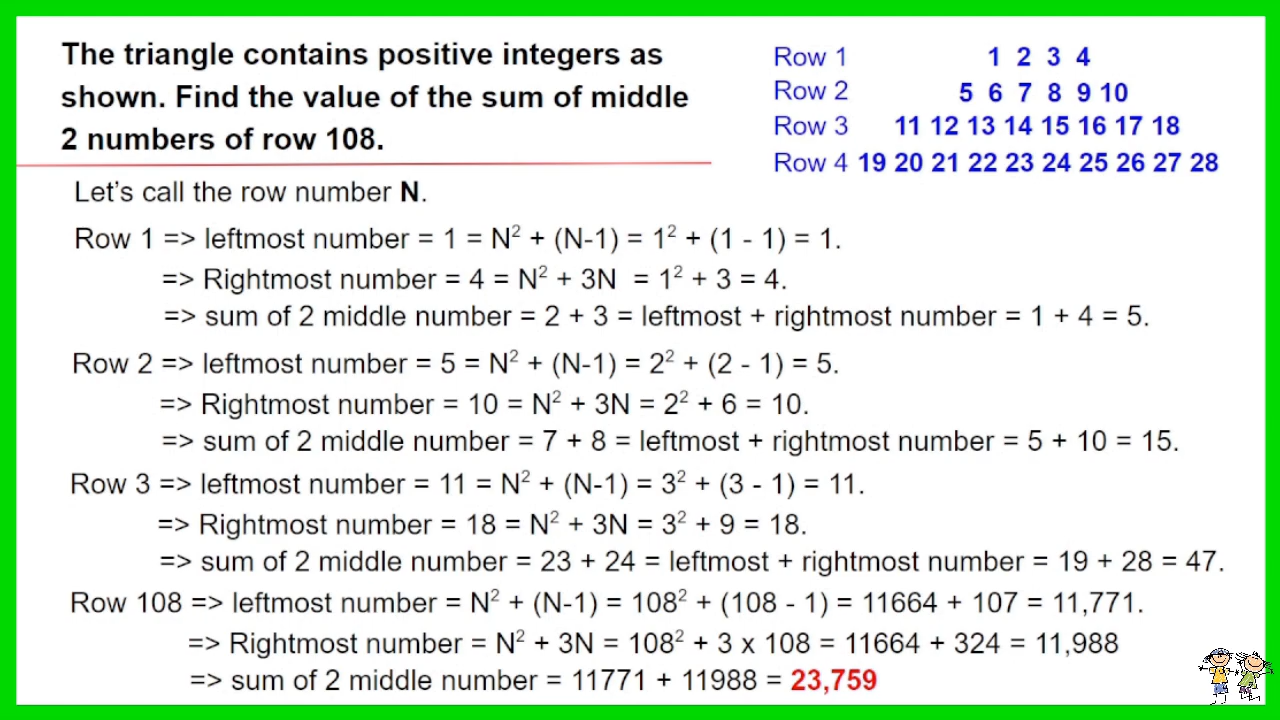 The triangle contains positive integers as
shown. Find the value of the sum of middle
2 numbers of row 108.
Row 1 1 2 3 4
Row 2 5 6 7 8 9 10
Row 3 11 12 13 14 15 16 17 18
Row 4 19 20 21 22 23 24 25 26 27 28
Let's call the row number N.
Row 1 => leftmost number = 1 = N² + (N-1) = 1² + (1 - 1) = 1.
=> Rightmost number = 4 = N² + 3N = 1² + 3 = 4.
=> sum of 2 middle number = 2 + 3 = leftmost + rightmost number = 1 + 4 = 5.
Row 2 => leftmost number = 5 = N² + (N-1) = 2² + (2 - 1) = 5.
=> Rightmost number = 10 = N² + 3N = 2² + 6 = 10.
=> sum of 2 middle number = 7 + 8 = leftmost + rightmost number = 5 + 10 = 15.
Row 3 => leftmost number = 11 = N² + (N-1) = 3² + (3 - 1) = 11.
=> Rightmost number = 18 = N² + 3N = 3² + 9 = 18.
=> sum of 2 middle number = 23 + 24 = leftmost + rightmost number = 19 + 28 = 47.
Row 108 => leftmost number = N² + (N-1) = 108² + (108 - 1) = 11664 + 107 = 11,771.
=> Rightmost number = N² + 3N = 108² + 3 x 108 = 11664 + 324 = 11,988
=> sum of 2 middle number = 11771 + 11988 = 23,759